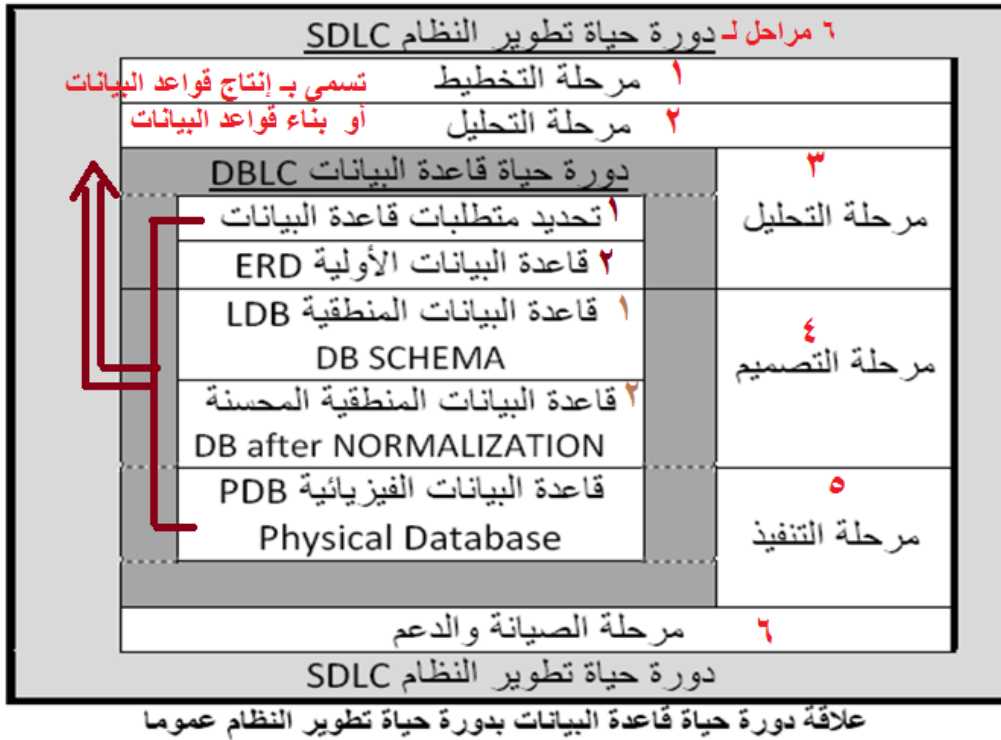 ٦ مراحل لـ دورة حياة تطوير النظام SDLC
١ مرحلة التخطيط
تسمى بـ إنتاج قواعد البيانات
٢ مرحلة التحليل
أو بناء قواعد البيانات
٣
مرحلة التحليل
دورة حياة قاعدة البيانات DBLC
١ تحديد متطلبات قاعدة البيانات
٢ قاعدة البيانات الأولية ERD
٤
مرحلة التصميم
١ قاعدة البيانات المنطقية LDB
DB SCHEMA
٢ قاعدة البيانات المنطقية المحسنة
DB after NORMALIZATION
٥
مرحلة التنفيذ
قاعدة البيانات الفيزيائية PDB
Physical Database
٦ مرحلة الصيانة والدعم
دورة حياة تطوير النظام SDLC
علاقة دورة حياة قاعدة البيانات بدورة حياة تطوير النظام عموما